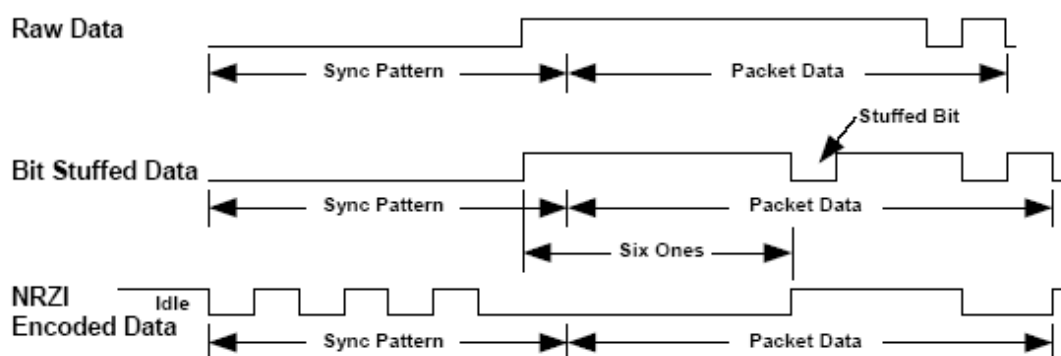 Raw Data
Sync Pattern
Packet Data
Stuffed Bit
Bit Stuffed Data
Sync Pattern
Packet Data
Six Ones
NRZI
Idle
Encoded Data
Sync Pattern
Packet Data